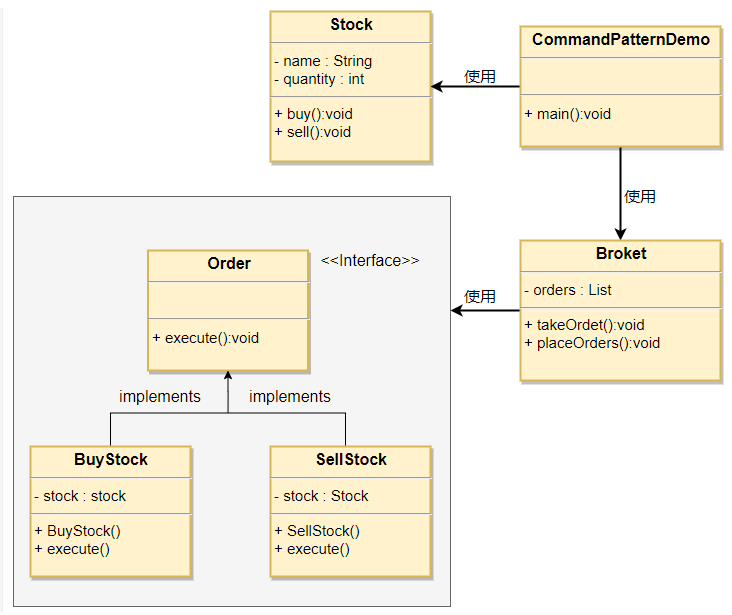 Stock
- name : String
- quantity : int
+ buy():void
+ sell():void
使用
CommandPatternDemo
+ main():void
使用
Broket
- orders : List
+ takeOrdet():void
+ placeOrders():void
使用
<<Interface>>
Order
+ execute():void
implements
implements
BuyStock
- stock : stock
+ BuyStock()
+ execute()
SellStock
- stock : Stock
+ SellStock()
+ execute()